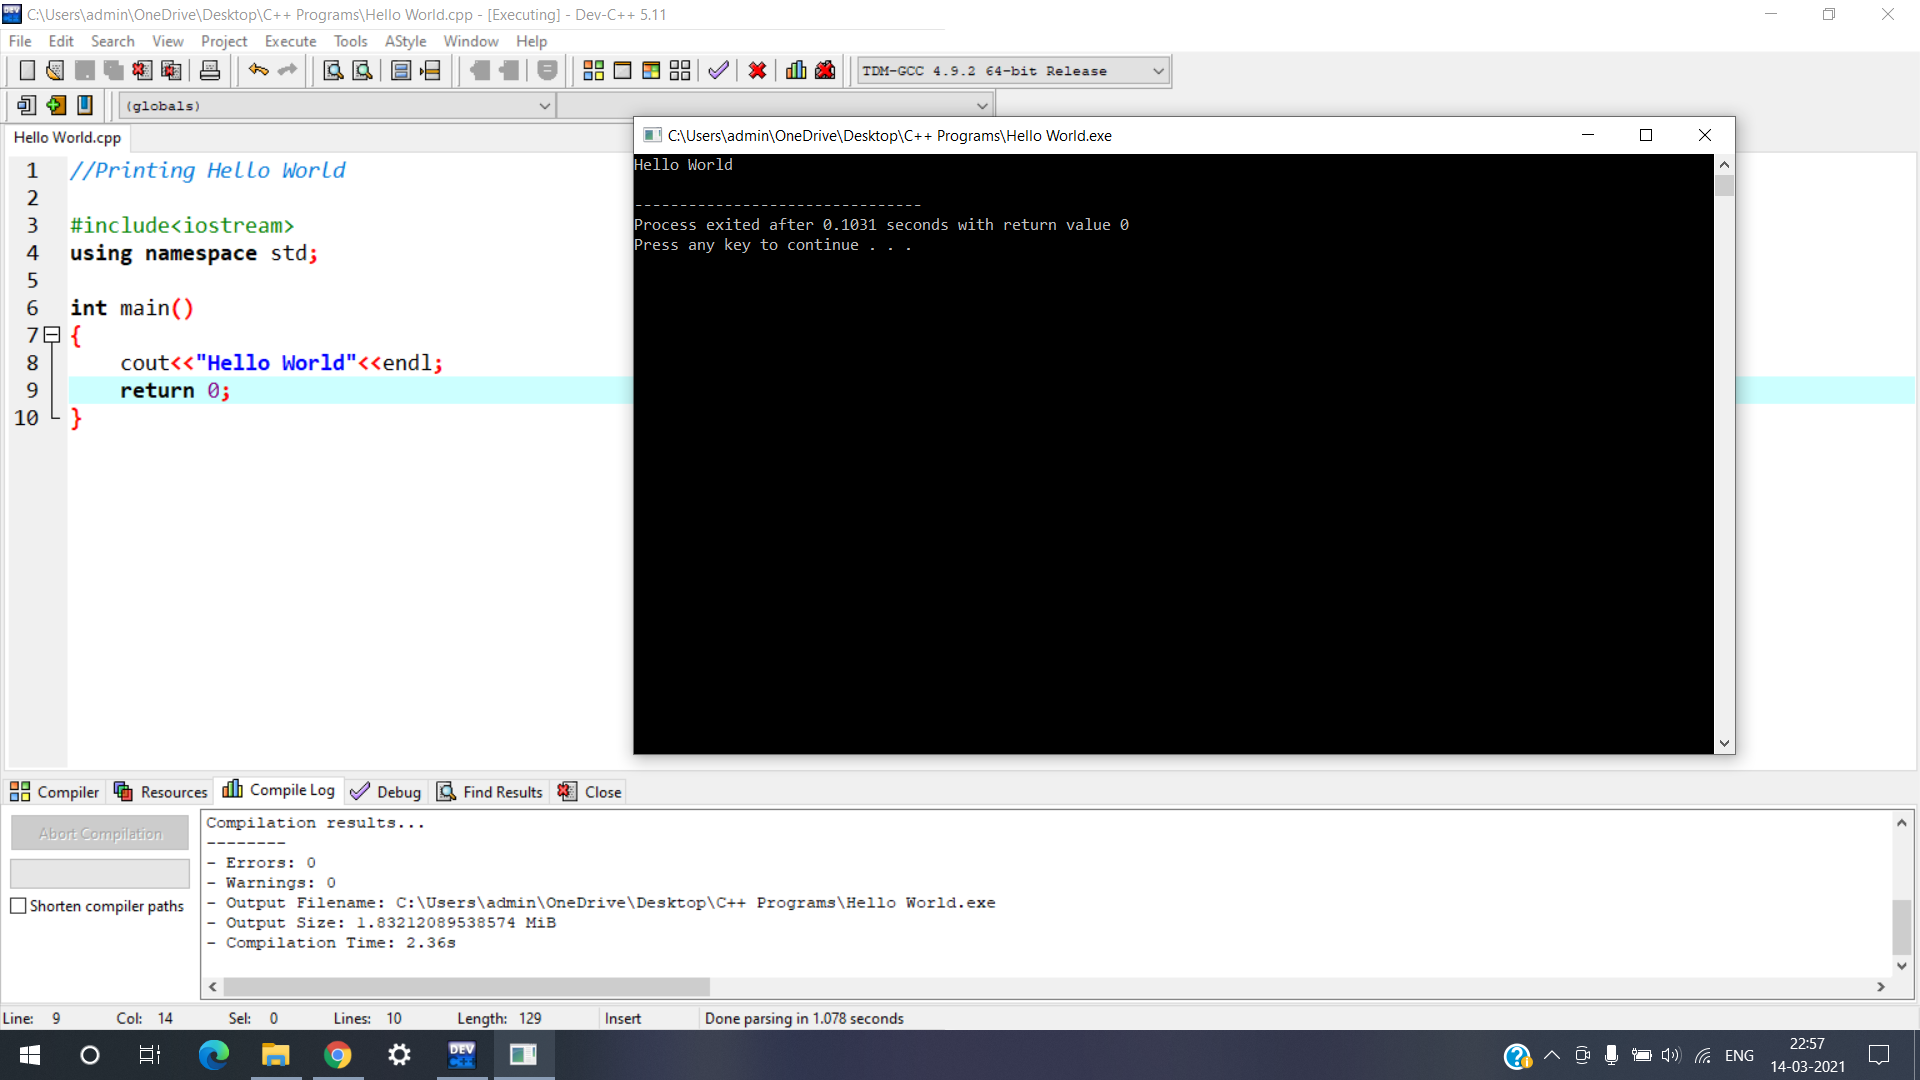 C:\Users\admin\OneDrive\Desktop\C++ Programs\Hello World.cpp - [Executing] - Dev-C++ 5.11
File Edit Search View Project Execute Tools AStyle Window Help
TDM-GCC 4.9.2 64-bit Release
(globals)
Hello World.cpp
1 //Printing Hello World
2
3 #include<iostream>
4 using namespace std;
5
6 int main()
7 {
8 cout<<"Hello World"<<endl;
9 return 0;
10 }
C:\Users\admin\OneDrive\Desktop\C++ Programs\Hello World.exe
Hello World
--------------------------------
Process exited after 0.1031 seconds with return value 0
Press any key to continue . . .
Compiler Resources Compile Log Debug Find Results Close
Abort Compilation
Shorten compiler paths
Compilation results...
--------
- Errors: 0
- Warnings: 0
- Output Filename: C:\Users\admin\OneDrive\Desktop\C++ Programs\Hello World.exe
- Output Size: 1.83212089538574 MiB
- Compilation Time: 2.36s
Line: 9 Col: 14 Sel: 0 Lines: 10 Length: 129 Insert Done parsing in 1.078 seconds
DEV C++
ENG
22:57
14-03-2021